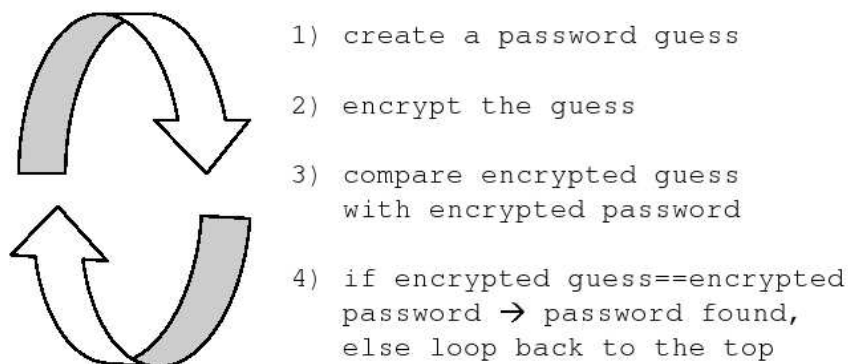 1) create a password guess
2) encrypt the guess
3) compare encrypted guess
with encrypted password
4) if encrypted guess==encrypted
password → password found,
else loop back to the top